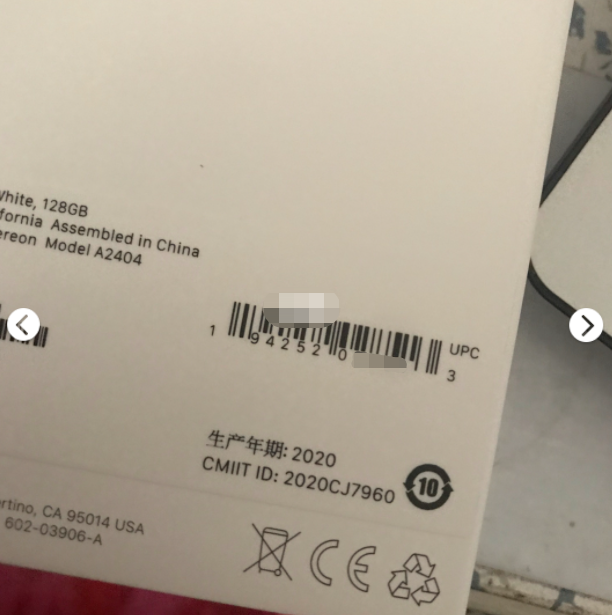 White, 128GB
fornia Assembled in China
ereon Model A2404
1 94252 0 3 UPC
生产年期: 2020
CMIIT ID: 2020CJ7960
10
rtino, CA 95014 USA
602-03906-A